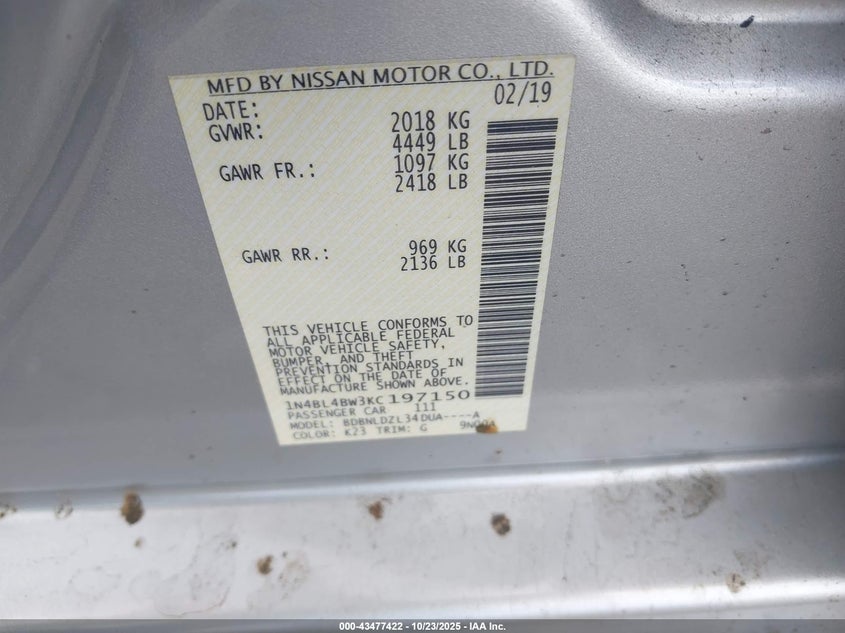 MFD BY NISSAN MOTOR CO., LTD.
DATE: 02/19
GVWR: 2018 KG
4449 LB
GAWR FR.: 1097 KG
2418 LB
GAWR RR.: 969 KG
2136 LB
THIS VEHICLE CONFORMS TO
ALL APPLICABLE FEDERAL
MOTOR VEHICLE SAFETY,
BUMPER, AND THEFT
PREVENTION STANDARDS IN
EFFECT ON THE DATE OF
MANUFACTURE SHOWN ABOVE.
1N4BL4BW3KC197150
PASSENGER CAR 111
MODEL: BDBNLDZL34DUA----A
COLOR: K23 TRIM: G
000-43477422 - 10/23/2025 - IAA Inc.